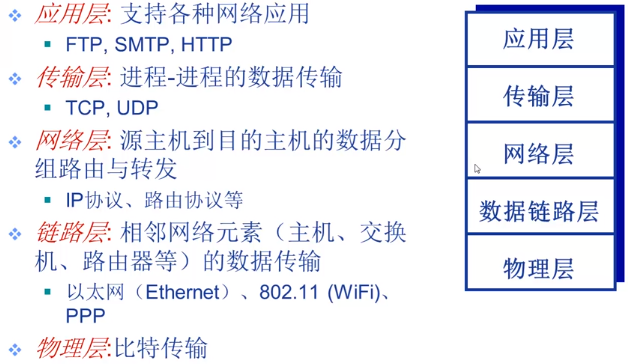 应用层: 支持各种网络应用
FTP, SMTP, HTTP
传输层: 进程-进程的数据传输
TCP, UDP
网络层: 源主机到目的主机的数据分
组路由与转发
IP协议、路由协议等
链路层: 相邻网络元素（主机、交换
机、路由器等）的数据传输
以太网（Ethernet）、802.11 (WiFi)、
PPP
物理层:比特传输
应用层
传输层
网络层
数据链路层
物理层